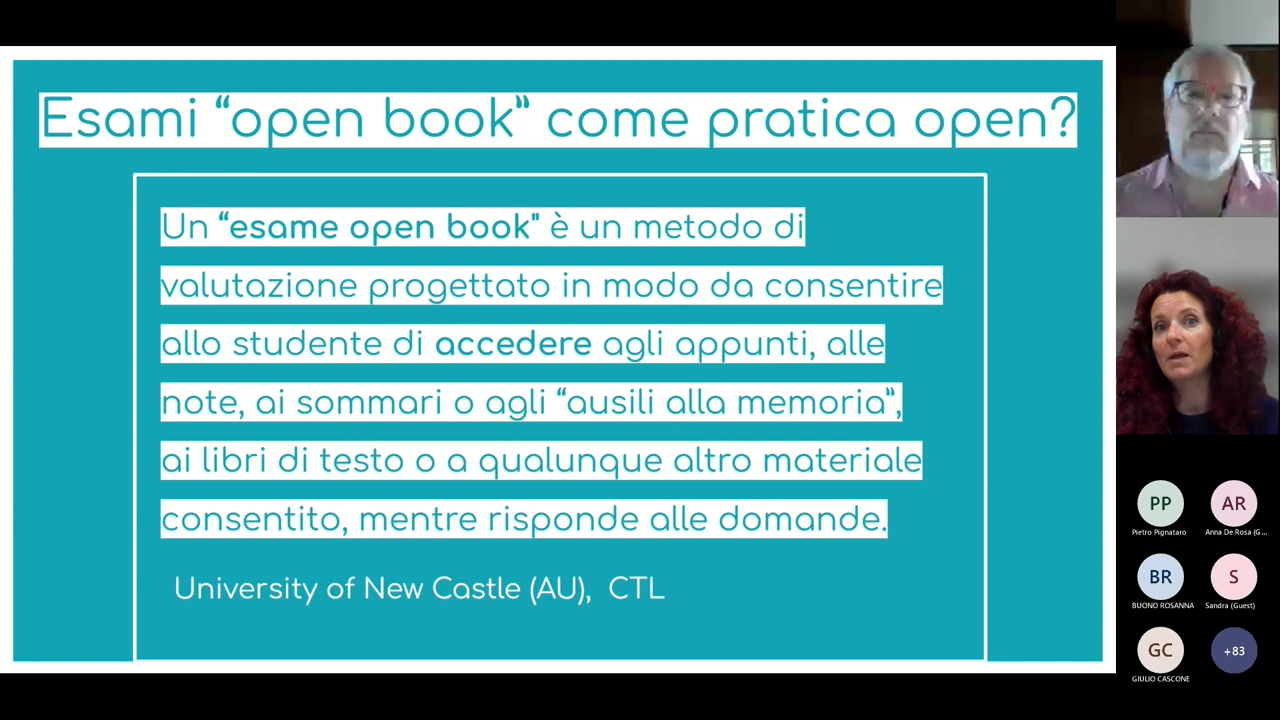 Esami “open book” come pratica open?
Un “esame open book" è un metodo di
valutazione progettato in modo da consentire
allo studente di accedere agli appunti, alle
note, ai sommari o agli “ausili alla memoria”,
ai libri di testo o a qualunque altro materiale
consentito, mentre risponde alle domande.
University of New Castle (AU),  CTL
PP
AR
Pietro Pignataro
Anna De Rosa (G...
BR
S
BUONO ROSANNA
Sandra (Guest)
GC
+83
GIULIO CASCONE